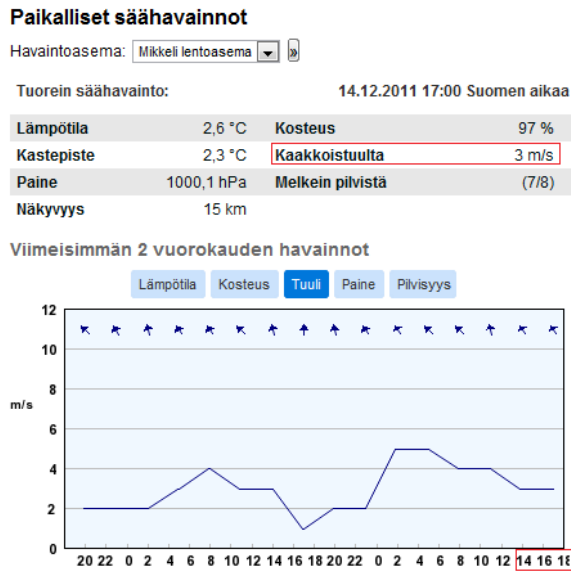 Paikalliset säähavainnot
Havaintoasema: Mikkeli lentoasema »
Tuorein säähavainto: 14.12.2011 17:00 Suomen aikaa
Lämpötila 2,6 °C Kosteus 97 %
Kastepiste 2,3 °C Kaakkoistuulta 3 m/s
Paine 1000,1 hPa Melkein pilvistä (7/8)
Näkyvyys 15 km
Viimeisimmän 2 vuorokauden havainnot
Lämpötila Kosteus Tuuli Paine Pilvisyys
12
10
8
m/s
6
4
2
0
20 22 0 2 4 6 8 10 12 14 16 18 20 22 0 2 4 6 8 10 12 14 16 18